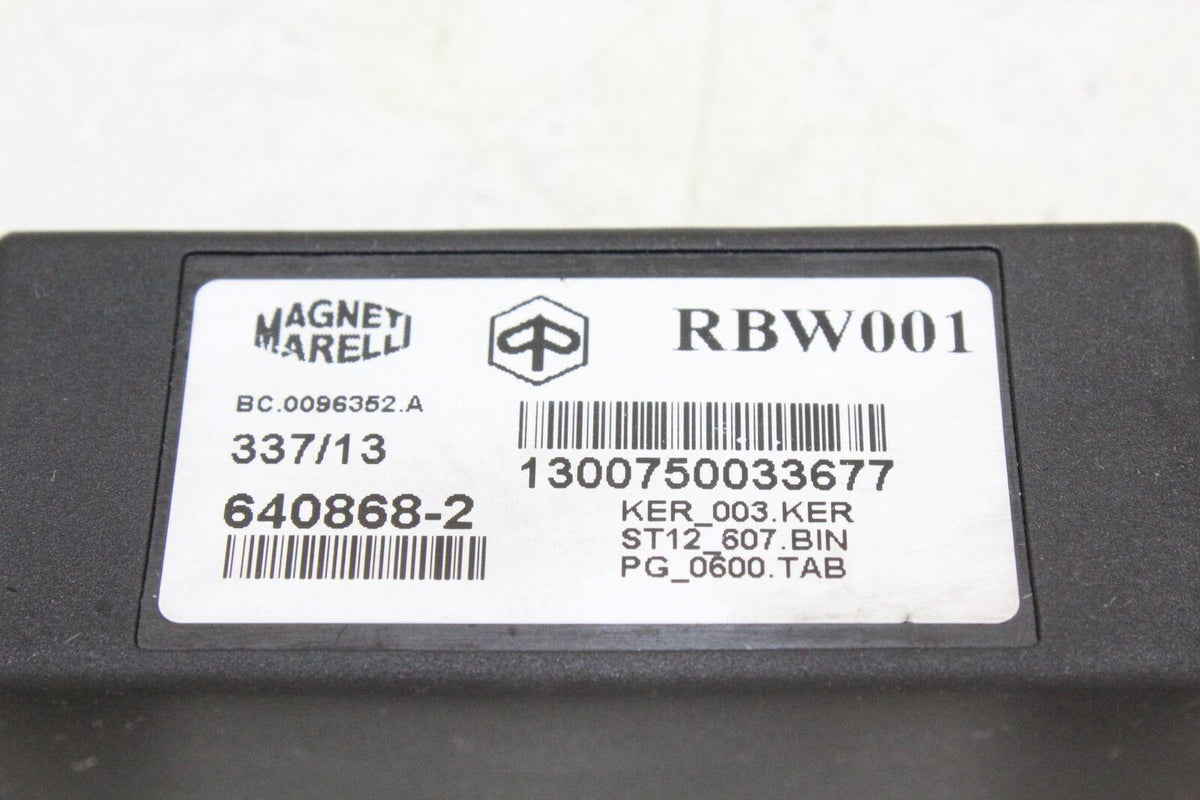 MAGNETI
MARELLI
RBW001
BC.0096352.A
337/13
1300750033677
640868-2
KER_003.KER
ST12_607.BIN
PG_0600.TAB